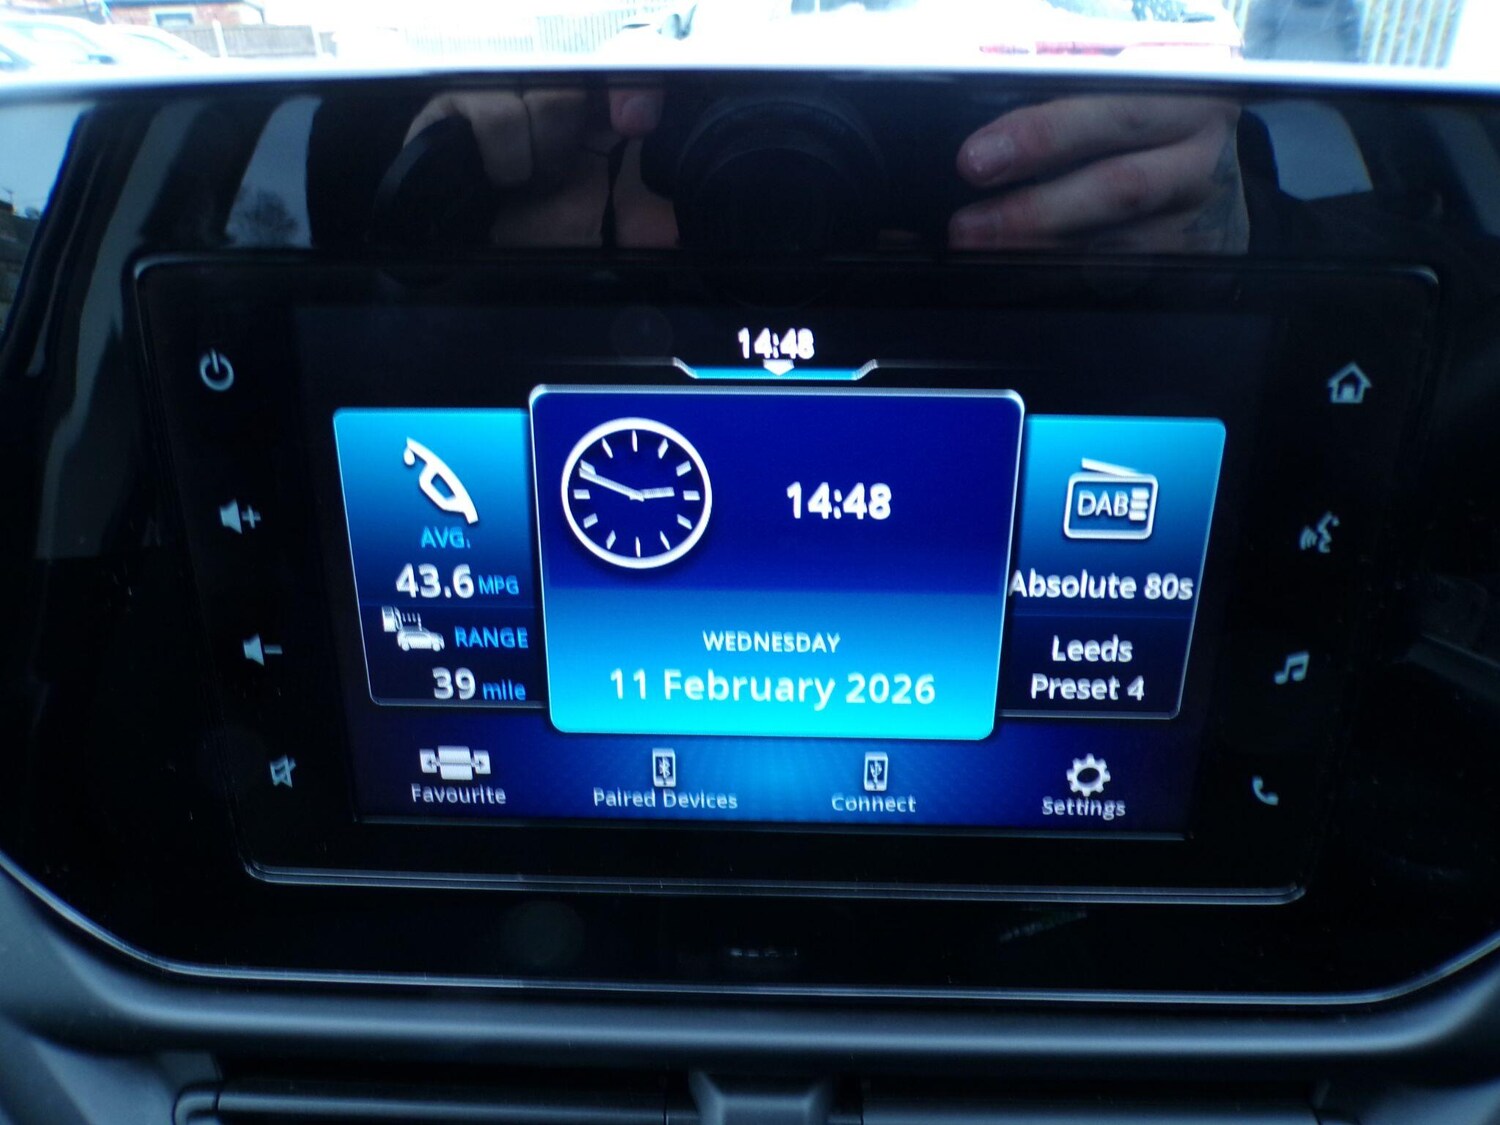 14:48
14:48
WEDNESDAY
11 February 2026
AVG.
43.6 MPG
RANGE
39 mile
DAB
Absolute 80s
Leeds
Preset 4
Favourite
Paired Devices
Connect
Settings